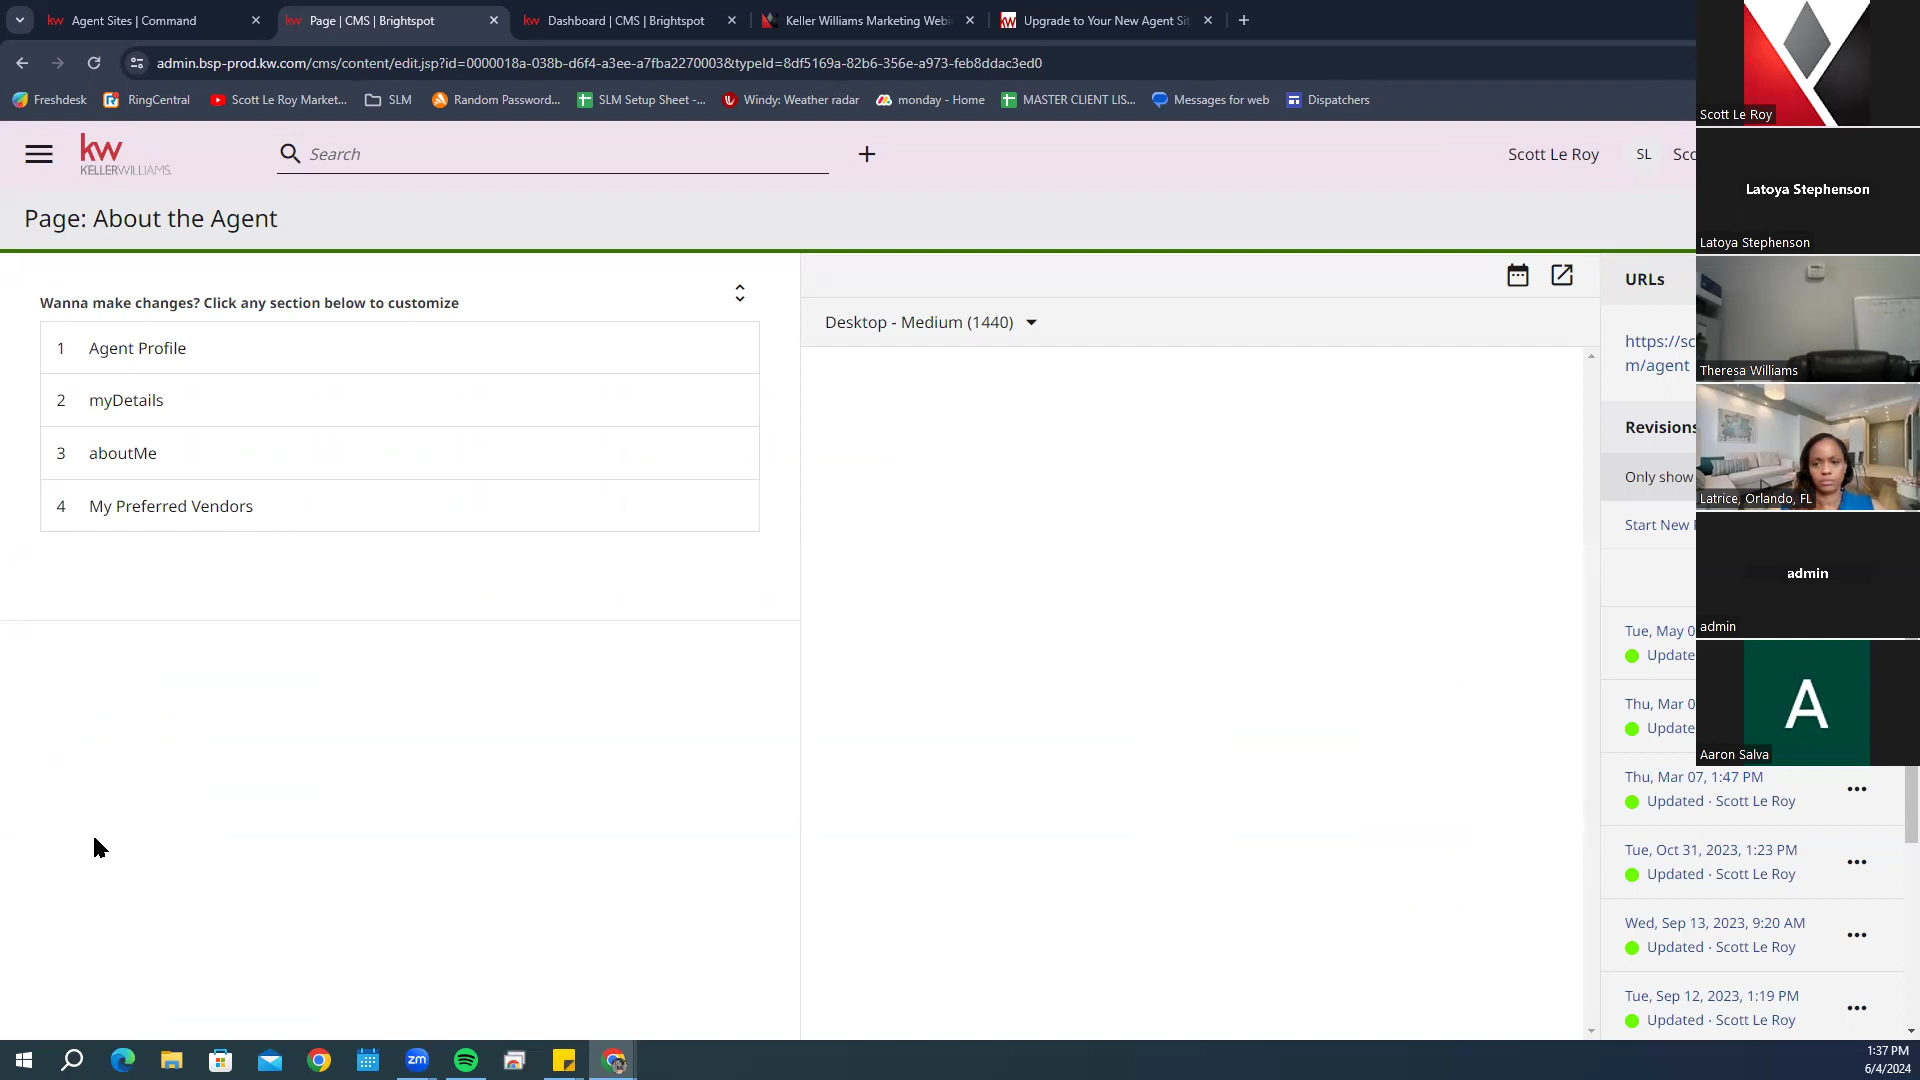 Agent Sites | Command
Page | CMS | Brightspot
Dashboard | CMS | Brightspot
Keller Williams Marketing Webi
Upgrade to Your New Agent Sit
admin.bsp-prod.kw.com/cms/content/edit.jsp?id=0000018a-038b-d6f4-a3ee-a7fba2270003&typeId=8df5169a-82b6-356e-a973-feb8ddac3ed0
Freshdesk
RingCentral
Scott Le Roy Market...
SLM
Random Password...
SLM Setup Sheet -...
Windy: Weather radar
monday - Home
MASTER CLIENT LIS...
Messages for web
Dispatchers
kw
KELLERWILLIAMS.
Search
Scott Le Roy
SL
Sco
Page: About the Agent
Wanna make changes? Click any section below to customize
1 Agent Profile
2 myDetails
3 aboutMe
4 My Preferred Vendors
Desktop - Medium (1440)
URLs
https://sc
m/agent
Revisions
Only show
Start New
Tue, May 0
Update
Thu, Mar 0
Update
Thu, Mar 07, 1:47 PM
Updated · Scott Le Roy
Tue, Oct 31, 2023, 1:23 PM
Updated · Scott Le Roy
Wed, Sep 13, 2023, 9:20 AM
Updated · Scott Le Roy
Tue, Sep 12, 2023, 1:19 PM
Updated · Scott Le Roy
Scott Le Roy
Latoya Stephenson
Latoya Stephenson
Theresa Williams
Latrice, Orlando, FL
admin
admin
A
Aaron Salva
zm
1:37 PM
6/4/2024